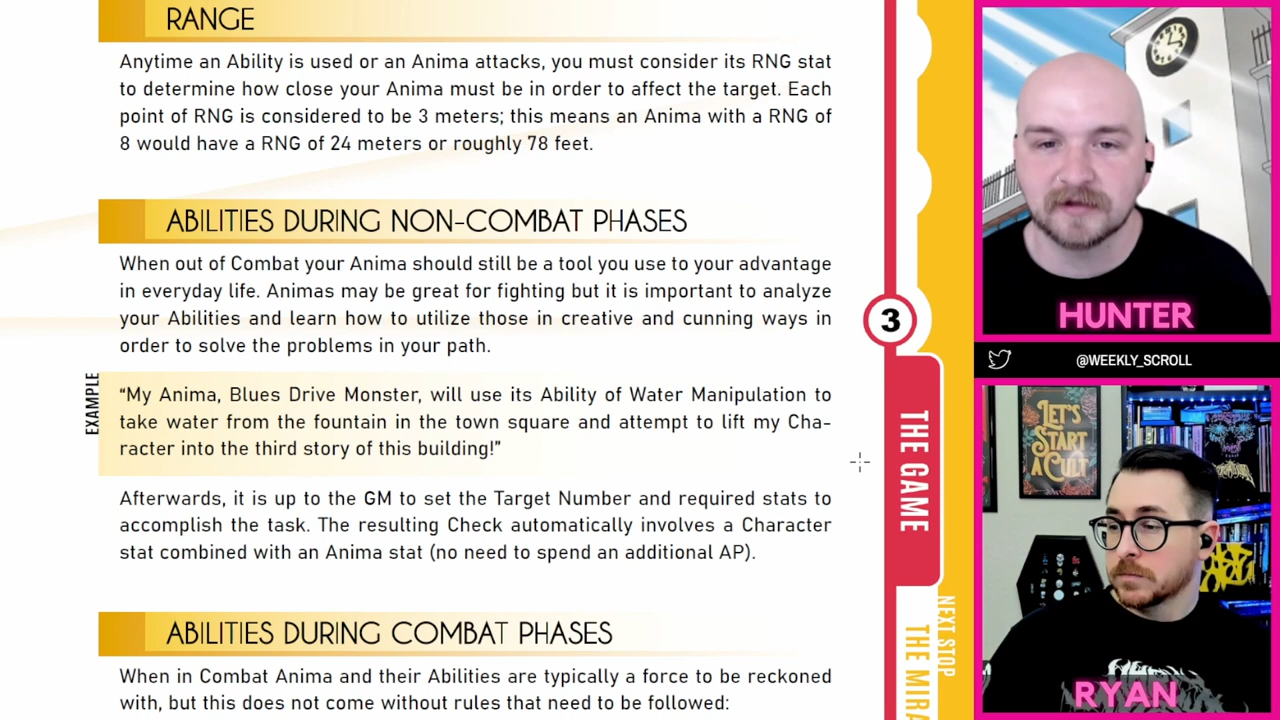 RANGE
Anytime an Ability is used or an Anima attacks, you must consider its RNG stat
to determine how close your Anima must be in order to affect the target. Each
point of RNG is considered to be 3 meters; this means an Anima with a RNG of
8 would have a RNG of 24 meters or roughly 78 feet.
ABILITIES DURING NON-COMBAT PHASES
When out of Combat your Anima should still be a tool you use to your advantage
in everyday life. Animas may be great for fighting but it is important to analyze
your Abilities and learn how to utilize those in creative and cunning ways in
order to solve the problems in your path.
EXAMPLE
“My Anima, Blues Drive Monster, will use its Ability of Water Manipulation to
take water from the fountain in the town square and attempt to lift my Cha-
racter into the third story of this building!”
Afterwards, it is up to the GM to set the Target Number and required stats to
accomplish the task. The resulting Check automatically involves a Character
stat combined with an Anima stat (no need to spend an additional AP).
ABILITIES DURING COMBAT PHASES
When in Combat Anima and their Abilities are typically a force to be reckoned
with, but this does not come without rules that need to be followed:
3
THE GAME
NEXT STOP
THE MIRA
HUNTER
@WEEKLY_SCROLL
LET'S
START
A CULT
RYAN